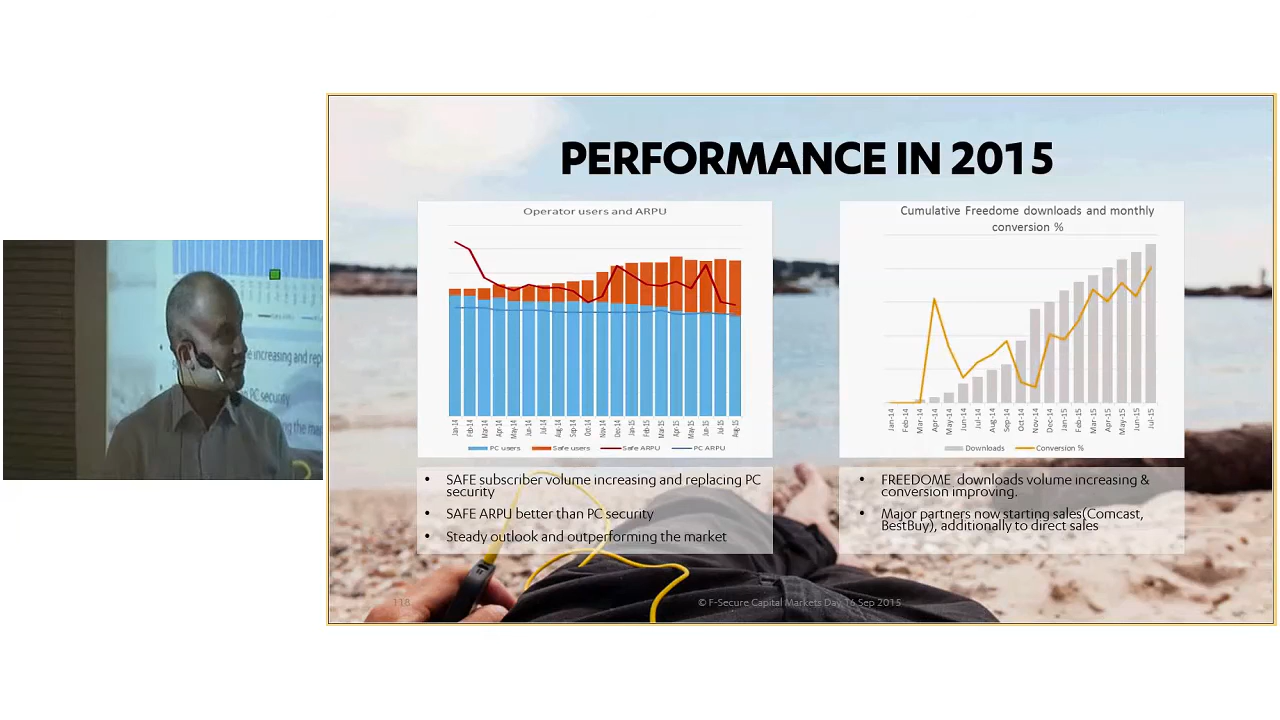 PERFORMANCE IN 2015
Operator users and ARPU
Jan-14 Feb-14 Mar-14 Apr-14 May-14 Jun-14 Jul-14 Aug-14 Sep-14 Oct-14 Nov-14 Dec-14 Jan-15 Feb-15 Mar-15 Apr-15 May-15 Jun-15 Jul-15 Aug-15
PC users Safe users Safe ARPU PC ARPU
• SAFE subscriber volume increasing and replacing PC
security
• SAFE ARPU better than PC security
• Steady outlook and outperforming the market
Cumulative Freedome downloads and monthly
conversion %
Jan-14 Feb-14 Mar-14 Apr-14 May-14 Jun-14 Jul-14 Aug-14 Sep-14 Oct-14 Nov-14 Dec-14 Jan-15 Feb-15 Mar-15 Apr-15 May-15 Jun-15 Jul-15
Downloads Conversion %
• FREEDOME downloads volume increasing &
conversion improving.
• Major partners now starting sales(Comcast,
BestBuy), additionally to direct sales
118
© F-Secure Capital Markets Day, 16 Sep 2015
increasing and
PC security